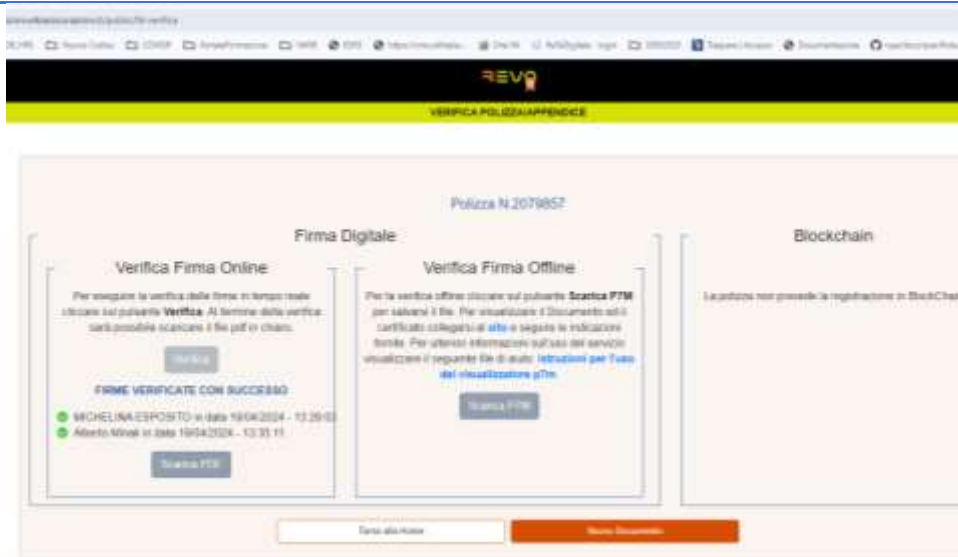 REVO
VERIFICA POLIZZA/APPENDICE
Polizza N.2079857
Firma Digitale
Verifica Firma Online
Per eseguire la verifica delle firme in tempo reale
cliccare sul pulsante Verifica. Al termine della verifica
sarà possibile scaricare il file pdf in chiaro.
Verifica
FIRME VERIFICATE CON SUCCESSO
MICHELINA ESPOSITO in data 19/04/2024 - 13:29:03
Alberto Minali in data 19/04/2024 - 13:33:11
Scarica PDF
Verifica Firma Offline
Per la verifica offline cliccare sul pulsante Scarica P7M
per salvare il file. Per visualizzare il Documento ed il
certificato collegarsi al sito e seguire le indicazioni
fornite. Per ulteriori informazioni sull'uso del servizio
visualizzare il seguente file di aiuto: Istruzioni per l'uso
del visualizzatore p7m
Scarica P7M
Blockchain
La polizza non prevede la registrazione in BlockChai
Torna alla Home
Nuovo Documento